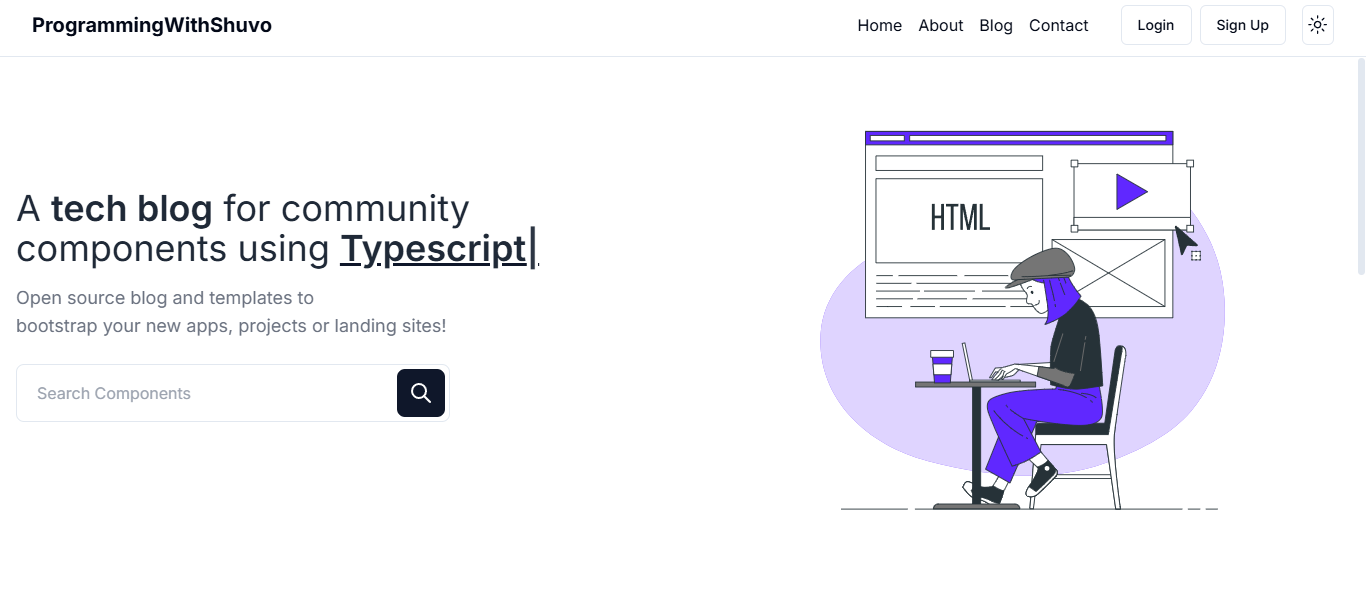 ProgrammingWithShuvo
Home About Blog Contact Login Sign Up
HTML
A tech blog for community
components using Typescript|
Open source blog and templates to
bootstrap your new apps, projects or landing sites!
Search Components